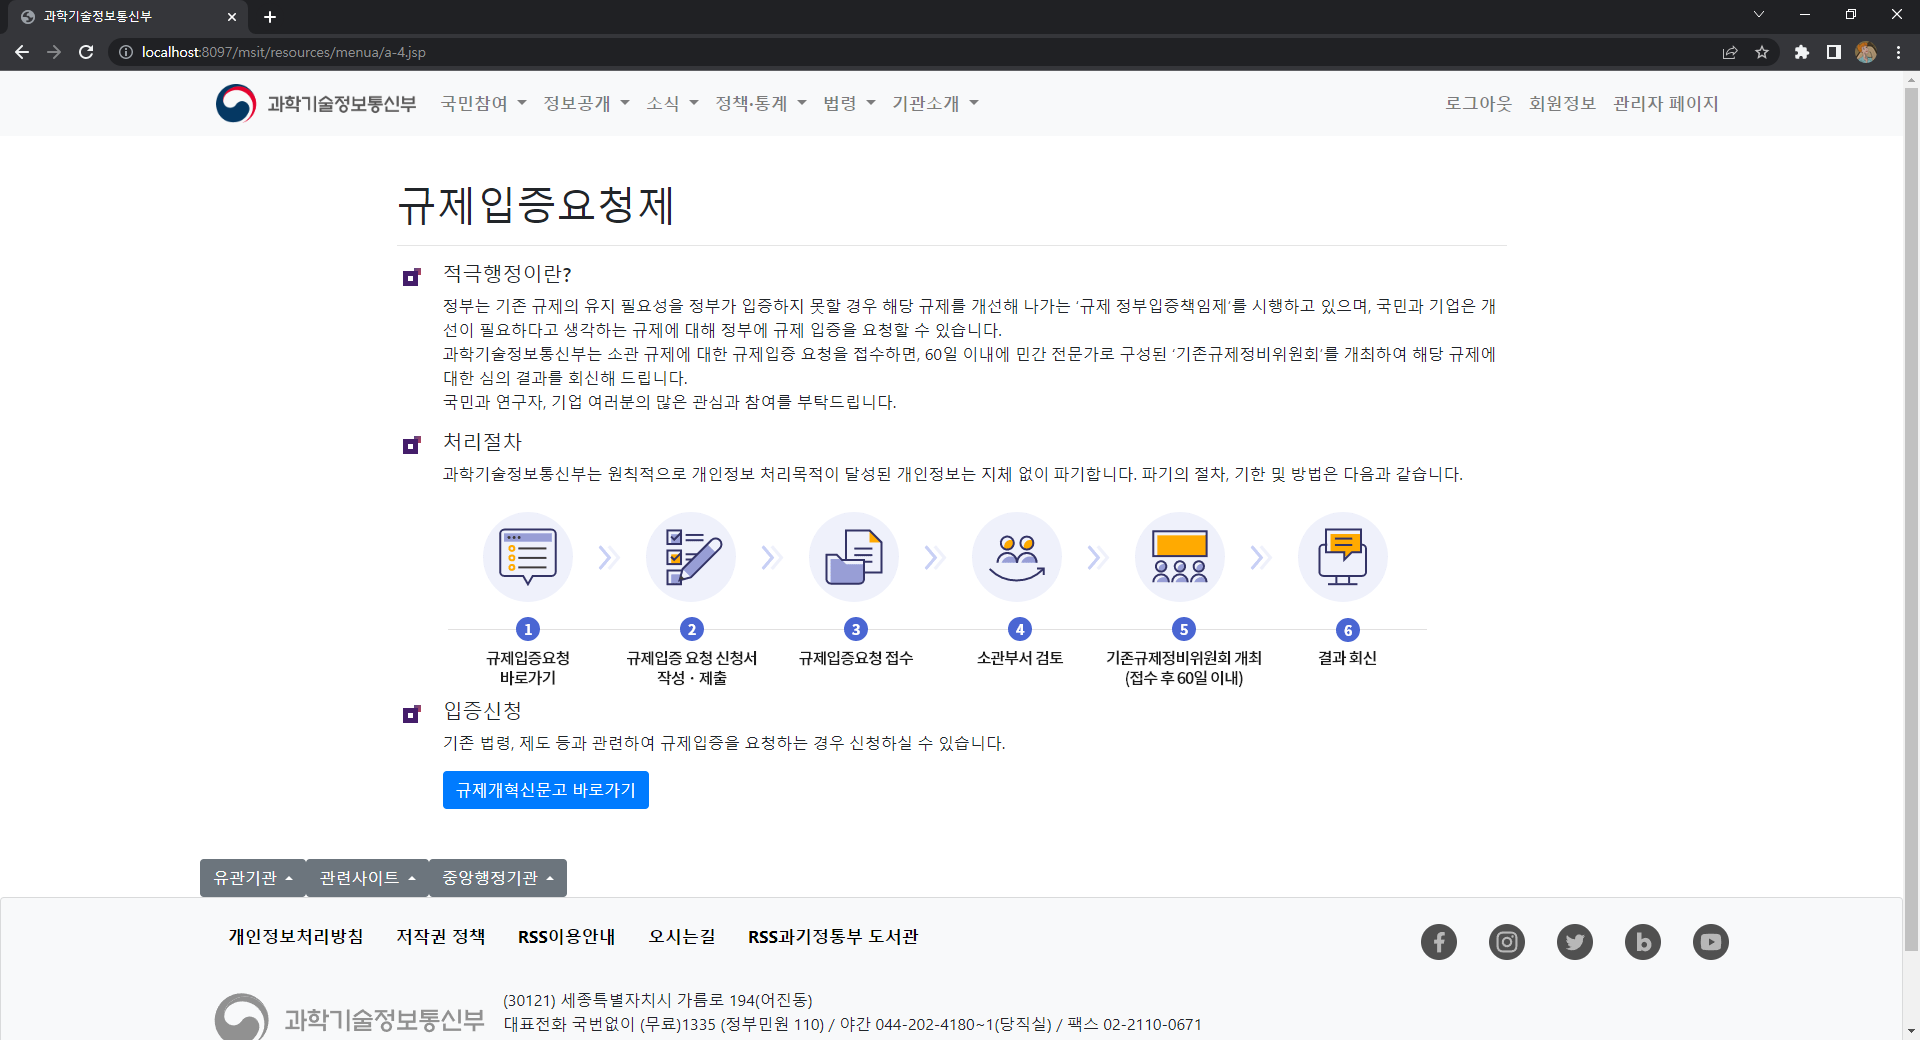 과학기술정보통신부
localhost:8097/msit/resources/menua/a-4.jsp
과학기술정보통신부 국민참여 정보공개 소식 정책·통계 법령 기관소개 로그아웃 회원정보 관리자 페이지
규제입증요청제
적극행정이란?
정부는 기존 규제의 유지 필요성을 정부가 입증하지 못할 경우 해당 규제를 개선해 나가는 ‘규제 정부입증책임제’를 시행하고 있으며, 국민과 기업은 개
선이 필요하다고 생각하는 규제에 대해 정부에 규제 입증을 요청할 수 있습니다.
과학기술정보통신부는 소관 규제에 대한 규제입증 요청을 접수하면, 60일 이내에 민간 전문가로 구성된 ‘기존규제정비위원회’를 개최하여 해당 규제에
대한 심의 결과를 회신해 드립니다.
국민과 연구자, 기업 여러분의 많은 관심과 참여를 부탁드립니다.
처리절차
과학기술정보통신부는 원칙적으로 개인정보 처리목적이 달성된 개인정보는 지체 없이 파기합니다. 파기의 절차, 기한 및 방법은 다음과 같습니다.
1 2 3 4 5 6
규제입증요청 규제입증 요청 신청서 규제입증요청 접수 소관부서 검토 기존규제정비위원회 개최 결과 회신
바로가기 작성 · 제출 (접수 후 60일 이내)
입증신청
기존 법령, 제도 등과 관련하여 규제입증을 요청하는 경우 신청하실 수 있습니다.
규제개혁신문고 바로가기
유관기관 관련사이트 중앙행정기관
개인정보처리방침 저작권 정책 RSS이용안내 오시는길 RSS과기정통부 도서관
과학기술정보통신부
(30121) 세종특별자치시 가름로 194(어진동)
대표전화 국번없이 (무료)1335 (정부민원 110) / 야간 044-202-4180~1(당직실) / 팩스 02-2110-0671